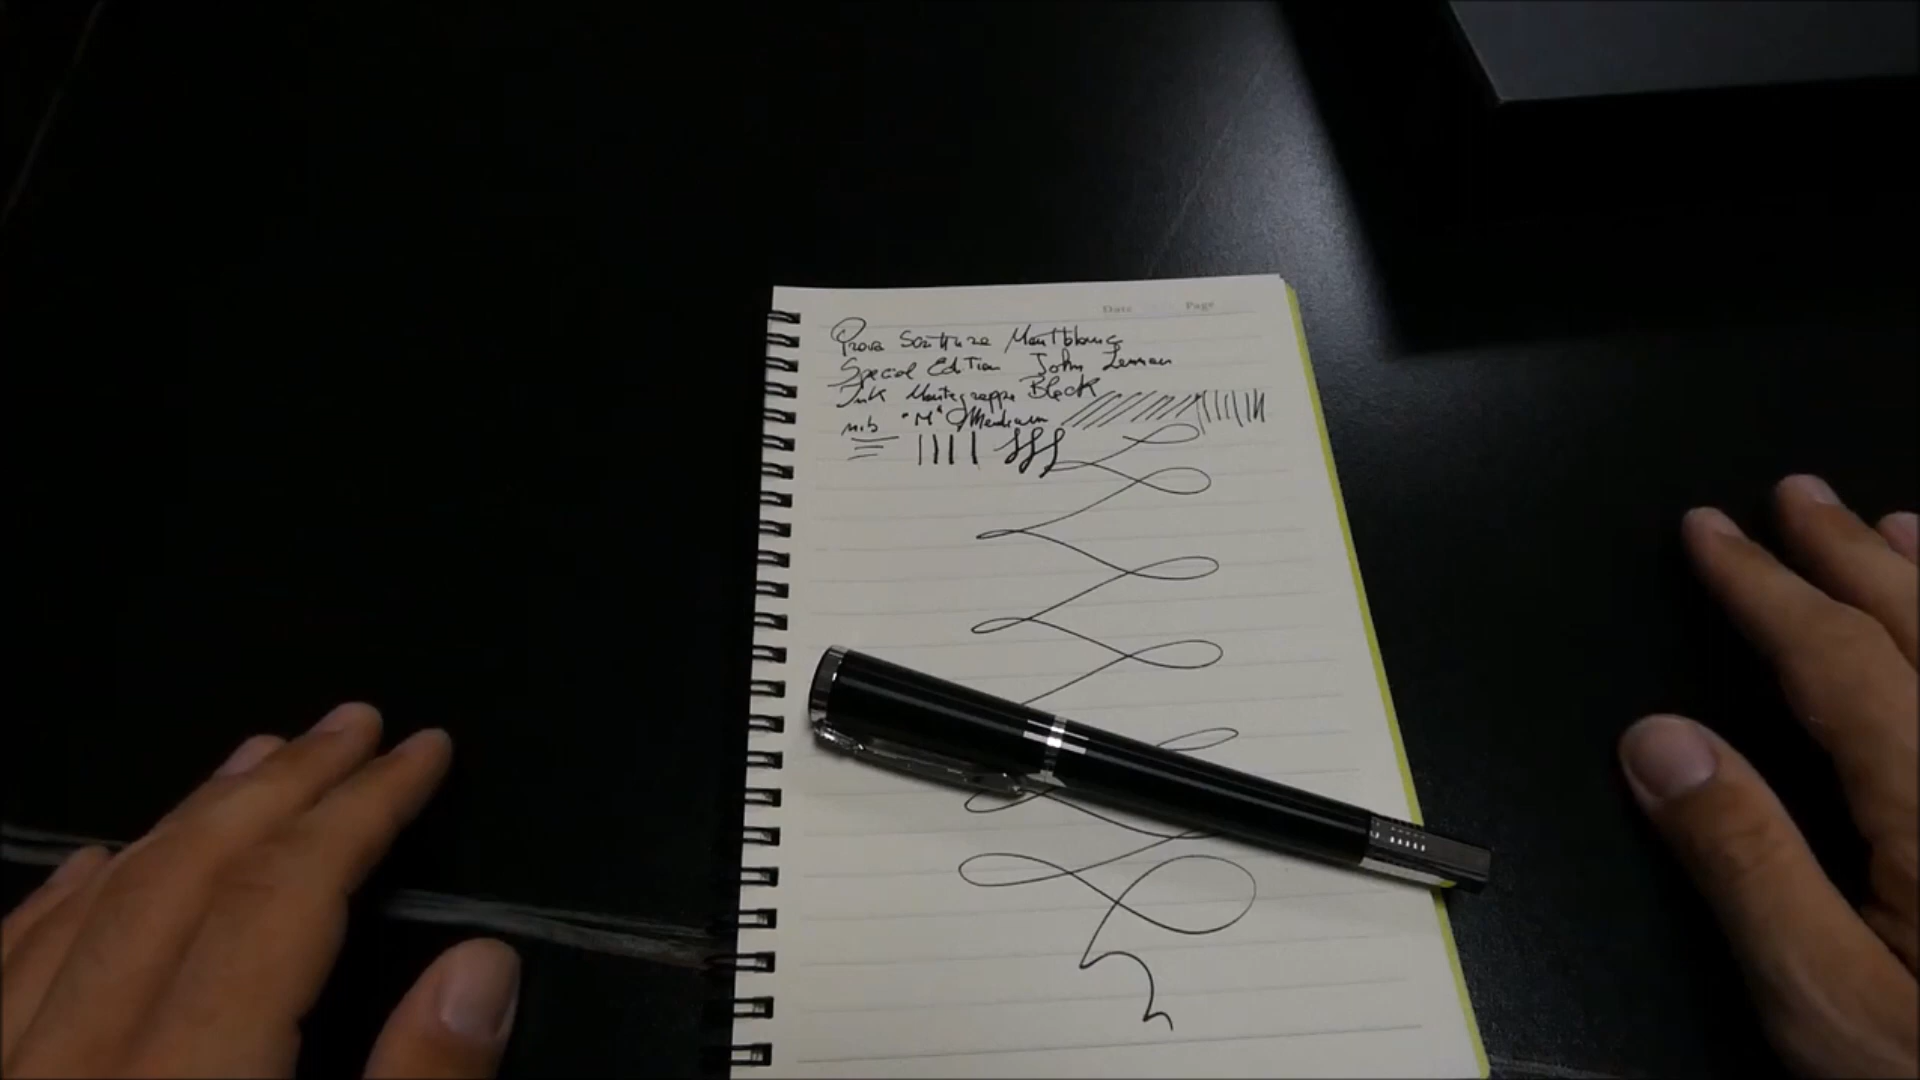 Date Page
Prova Scrittura Montblanc
Special Edition John Lennon
Ink Montegrappa Black
nib "M" Medium